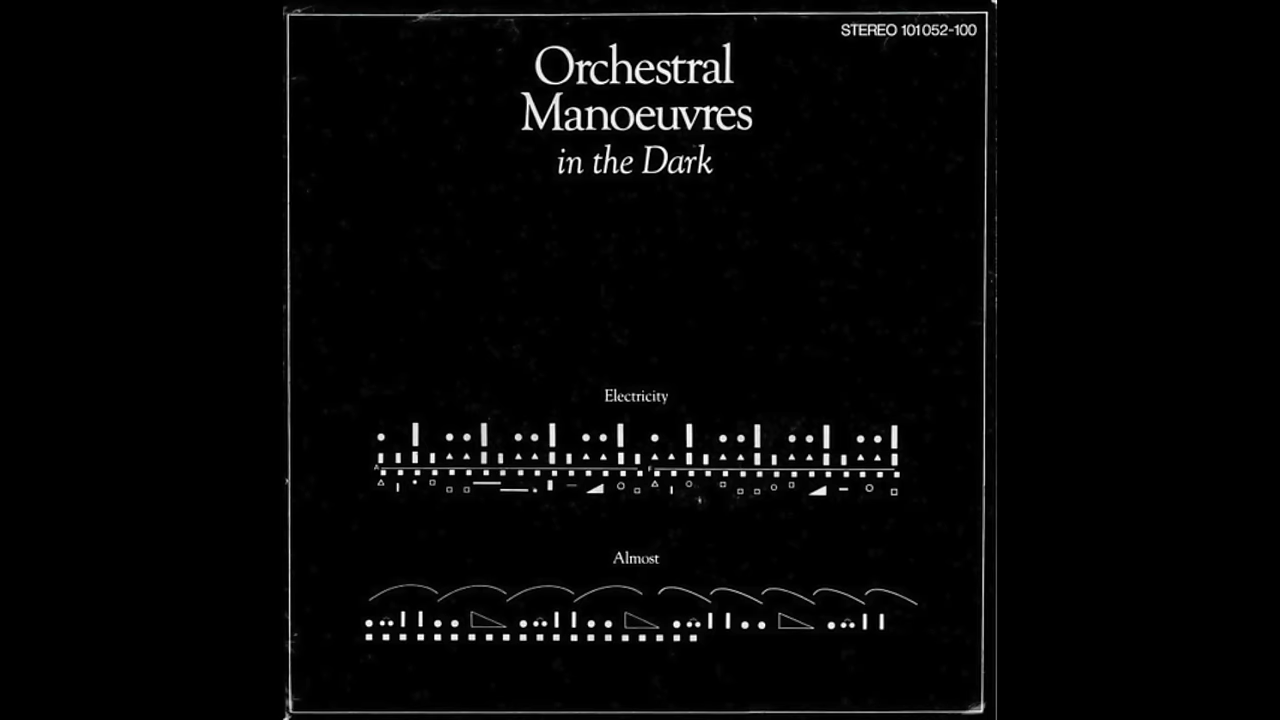 STEREO 101052-100
Orchestral
Manoeuvres
in the Dark
Electricity
Almost